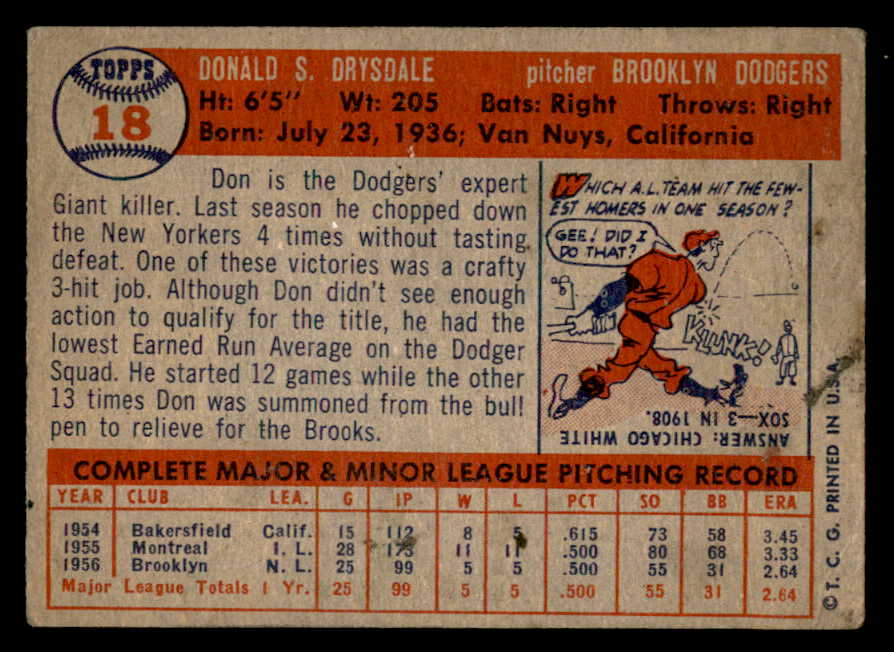 TOPPS
18
DONALD S. DRYSDALE pitcher BROOKLYN DODGERS
Ht: 6'5" Wt: 205 Bats: Right Throws: Right
Born: July 23, 1936; Van Nuys, California
Don is the Dodgers' expert
Giant killer. Last season he chopped down
the New Yorkers 4 times without tasting
defeat. One of these victories was a crafty
3-hit job. Although Don didn't see enough
action to qualify for the title, he had the
lowest Earned Run Average on the Dodger
Squad. He started 12 games while the other
13 times Don was summoned from the bull
pen to relieve for the Brooks.
WHICH A.L. TEAM HIT THE FEW-
EST HOMERS IN ONE SEASON?
GEE! DID I
DO THAT?
KLUNK!
ANSWER: CHICAGO WHITE
SOX—3 IN 1908.
COMPLETE MAJOR & MINOR LEAGUE PITCHING RECORD
YEAR CLUB LEA. G IP W L PCT SO BB ERA
1954 Bakersfield Calif. 15 112 8 5 .615 73 58 3.45
1955 Montreal I. L. 28 173 11 11 .500 80 68 3.33
1956 Brooklyn N. L. 25 99 5 5 .500 55 31 2.64
Major League Totals 1 Yr. 25 99 5 5 .500 55 31 2.64
© T. C. G. PRINTED IN U.S.A.